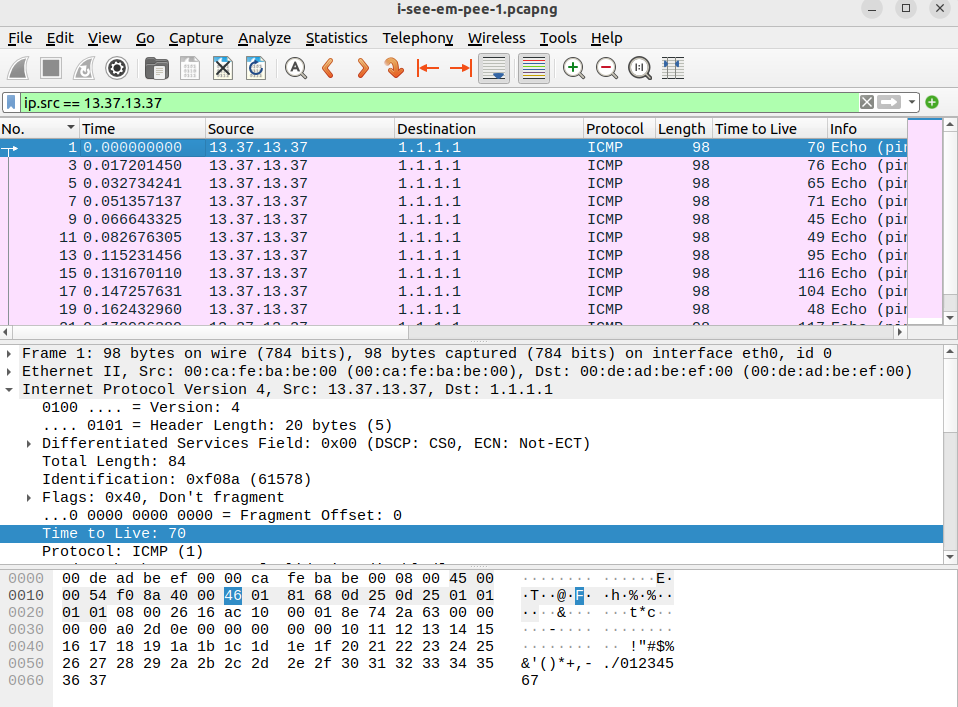 i-see-em-pee-1.pcapng
File Edit View Go Capture Analyze Statistics Telephony Wireless Tools Help
ip.src == 13.37.13.37
No. Time Source Destination Protocol Length Time to Live Info
1 0.000000000 13.37.13.37 1.1.1.1 ICMP 98 70 Echo (pin
3 0.017201450 13.37.13.37 1.1.1.1 ICMP 98 76 Echo (pin
5 0.032734241 13.37.13.37 1.1.1.1 ICMP 98 65 Echo (pin
7 0.051357137 13.37.13.37 1.1.1.1 ICMP 98 71 Echo (pin
9 0.066643325 13.37.13.37 1.1.1.1 ICMP 98 45 Echo (pin
11 0.082676305 13.37.13.37 1.1.1.1 ICMP 98 49 Echo (pin
13 0.115231456 13.37.13.37 1.1.1.1 ICMP 98 95 Echo (pin
15 0.131670110 13.37.13.37 1.1.1.1 ICMP 98 116 Echo (pin
17 0.147257631 13.37.13.37 1.1.1.1 ICMP 98 104 Echo (pin
19 0.162432960 13.37.13.37 1.1.1.1 ICMP 98 48 Echo (pin
Frame 1: 98 bytes on wire (784 bits), 98 bytes captured (784 bits) on interface eth0, id 0
Ethernet II, Src: 00:ca:fe:ba:be:00 (00:ca:fe:ba:be:00), Dst: 00:de:ad:be:ef:00 (00:de:ad:be:ef:00)
Internet Protocol Version 4, Src: 13.37.13.37, Dst: 1.1.1.1
0100 .... = Version: 4
.... 0101 = Header Length: 20 bytes (5)
Differentiated Services Field: 0x00 (DSCP: CS0, ECN: Not-ECT)
Total Length: 84
Identification: 0xf08a (61578)
Flags: 0x40, Don't fragment
...0 0000 0000 0000 = Fragment Offset: 0
Time to Live: 70
Protocol: ICMP (1)
0000 00 de ad be ef 00 00 ca fe ba be 00 08 00 45 00 ········ ······E·
0010 00 54 f0 8a 40 00 46 01 81 68 0d 25 0d 25 01 01 ·T··@·F· ·h·%·%··
0020 01 01 08 00 26 16 ac 10 00 01 8e 74 2a 63 00 00 ····&··· ···t*c··
0030 00 00 a0 2d 0e 00 00 00 00 00 10 11 12 13 14 15 ···-···· ········
0040 16 17 18 19 1a 1b 1c 1d 1e 1f 20 21 22 23 24 25 ········ ·· !"#$%
0050 26 27 28 29 2a 2b 2c 2d 2e 2f 30 31 32 33 34 35 &'()*+,- ./012345
0060 36 37 67